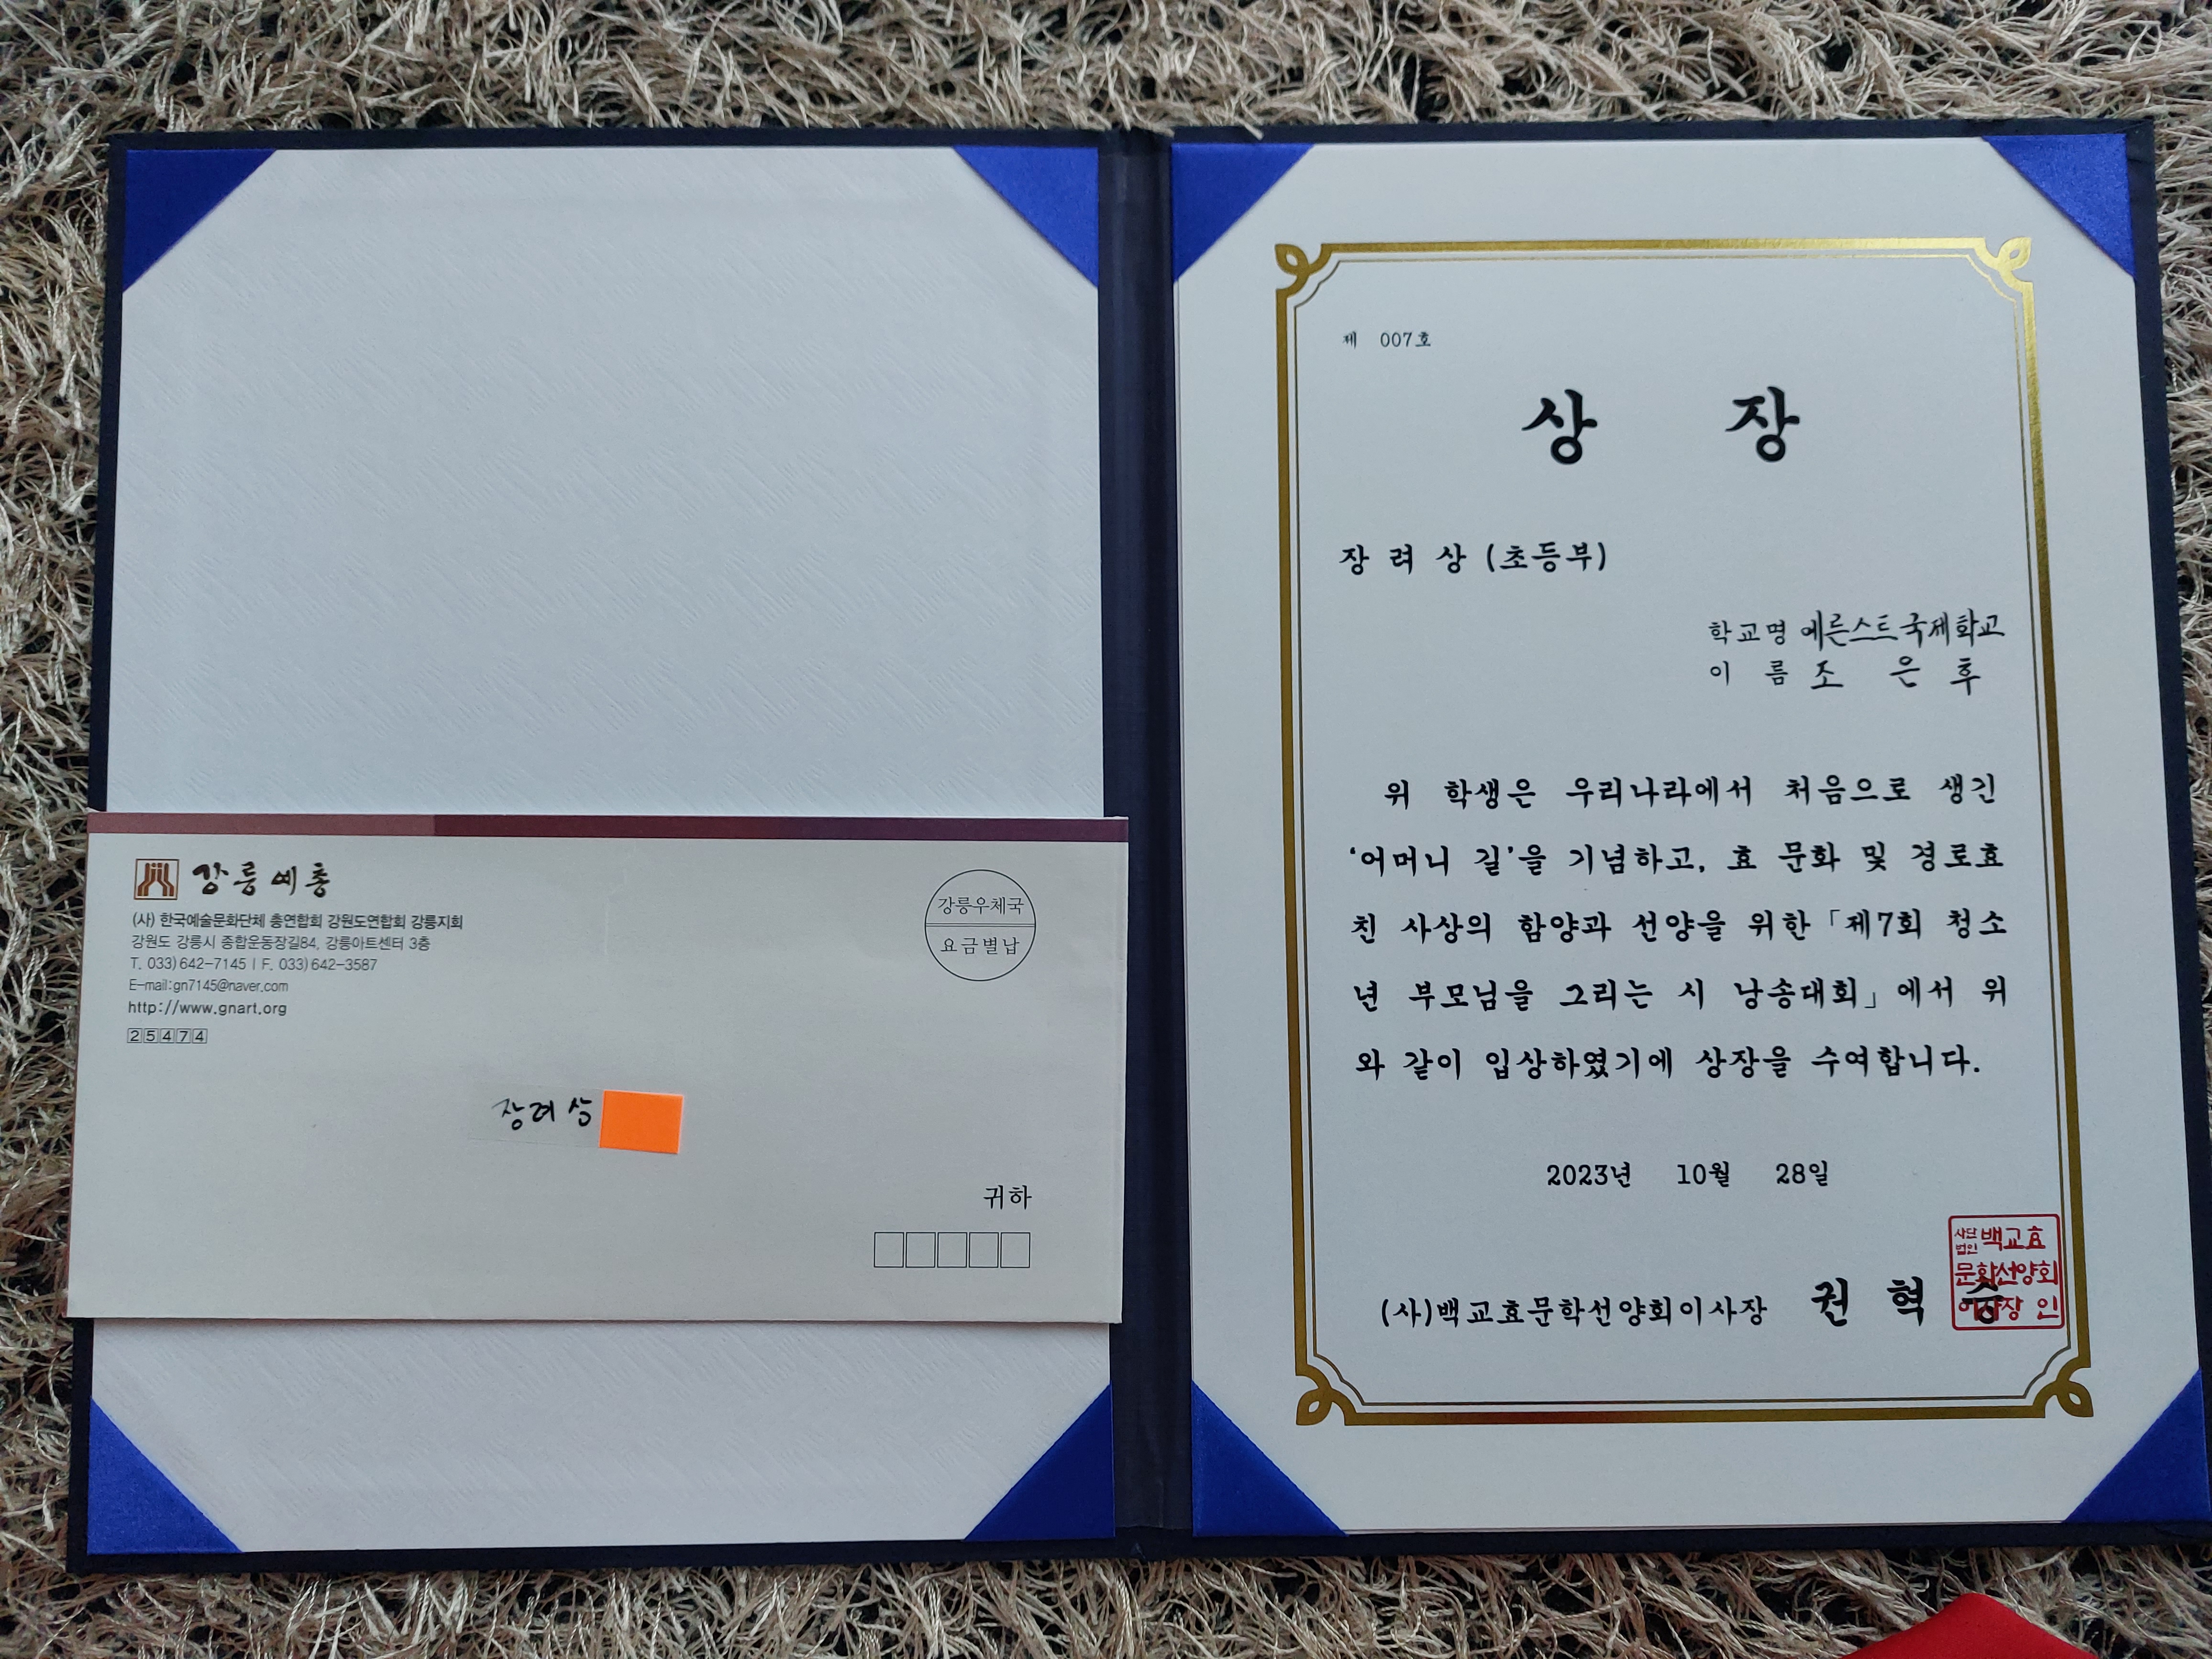 강릉예총
(사) 한국예술문화단체 총연합회 강원도연합회 강릉지회
강원도 강릉시 종합운동장길84, 강릉아트센터 3층
T. 033)642-7145 | F. 033)642-3587
E-mail:gn7145@naver.com
http://www.gnart.org
25474
강릉우체국
요금별납
장려상
귀하
제 007호
상 장
장 려 상 (초등부)
학교명 예른스트국제학교
이 름 조 은 후
위 학생은 우리나라에서 처음으로 생긴
‘어머니 길’을 기념하고, 효 문화 및 경로효
친 사상의 함양과 선양을 위한「제7회 청소
년 부모님을 그리는 시 낭송대회」에서 위
와 같이 입상하였기에 상장을 수여합니다.
2023년 10월 28일
(사)백교효문학선양회이사장 권 혁 승
사단법인 백교효
문학선양회
이사장 인